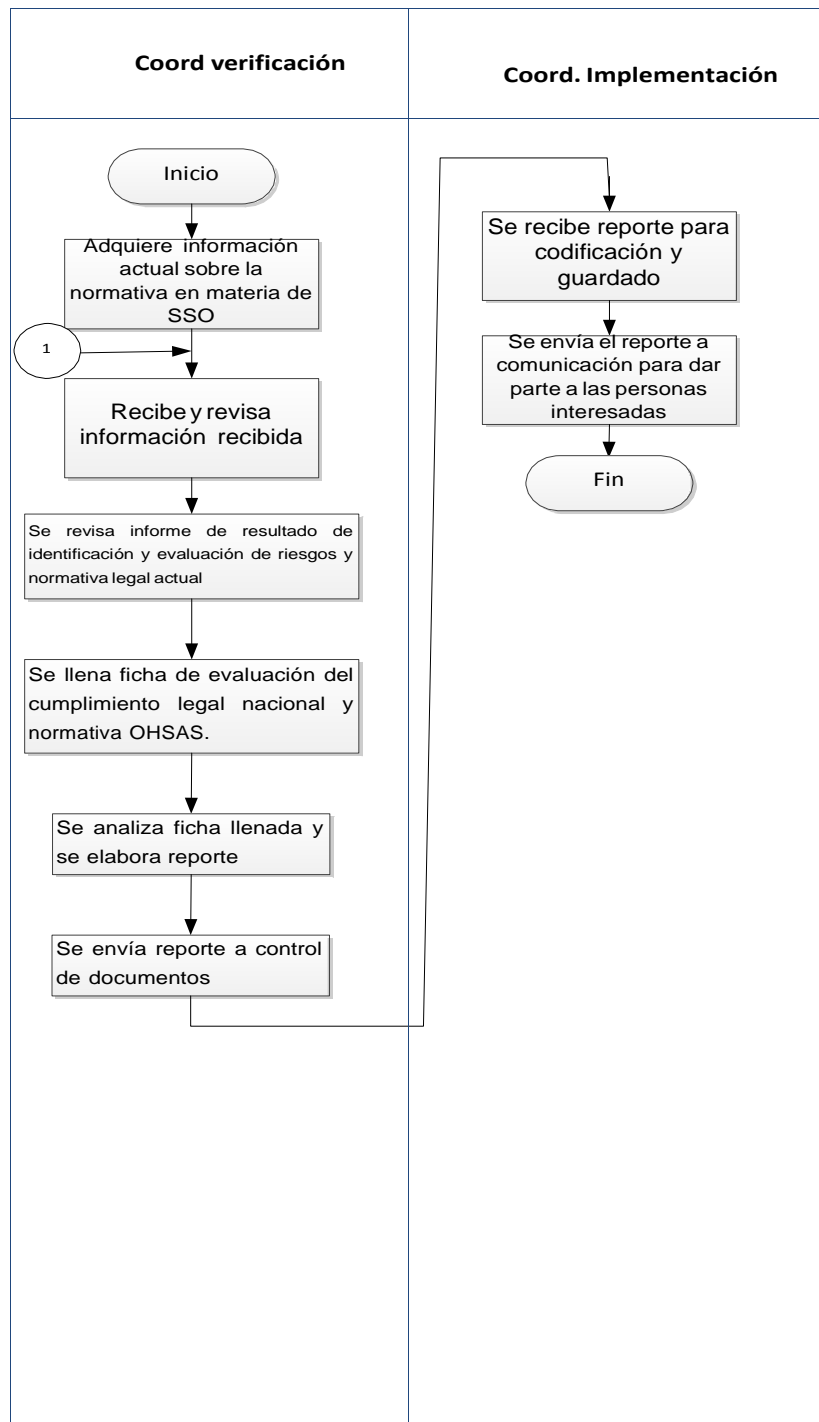 Coord verificación
Coord. Implementación
Inicio
Adquiere información
actual sobre la
normativa en materia de
SSO
1
Recibe y revisa
información recibida
Se revisa informe de resultado de
identificación y evaluación de riesgos y
normativa legal actual
Se llena ficha de evaluación del
cumplimiento legal nacional y
normativa OHSAS.
Se analiza ficha llenada y
se elabora reporte
Se envía reporte a control
de documentos
Se recibe reporte para
codificación y
guardado
Se envía el reporte a
comunicación para dar
parte a las personas
interesadas
Fin